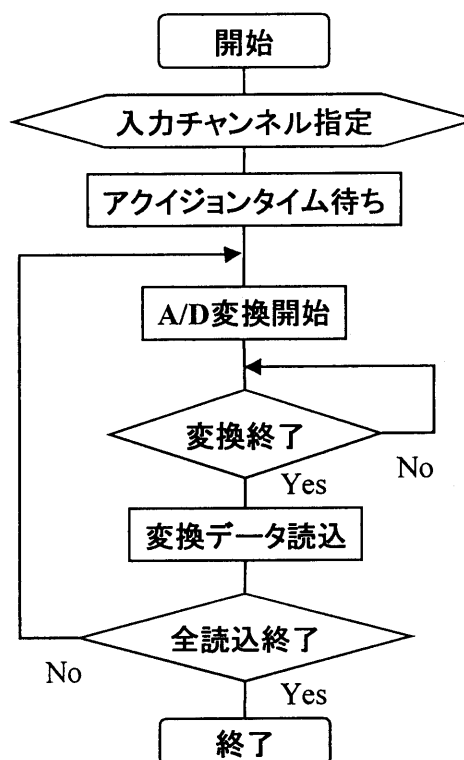 開始
入力チャンネル指定
アクイジョンタイム待ち
A/D変換開始
変換終了
No
Yes
変換データ読込
全読込終了
No
Yes
終了